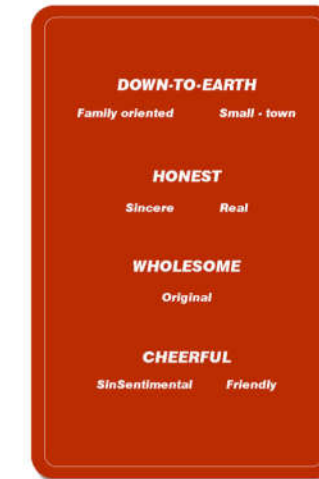 DOWN-TO-EARTH
Family oriented Small - town
HONEST
Sincere Real
WHOLESOME
Original
CHEERFUL
SinSentimental Friendly